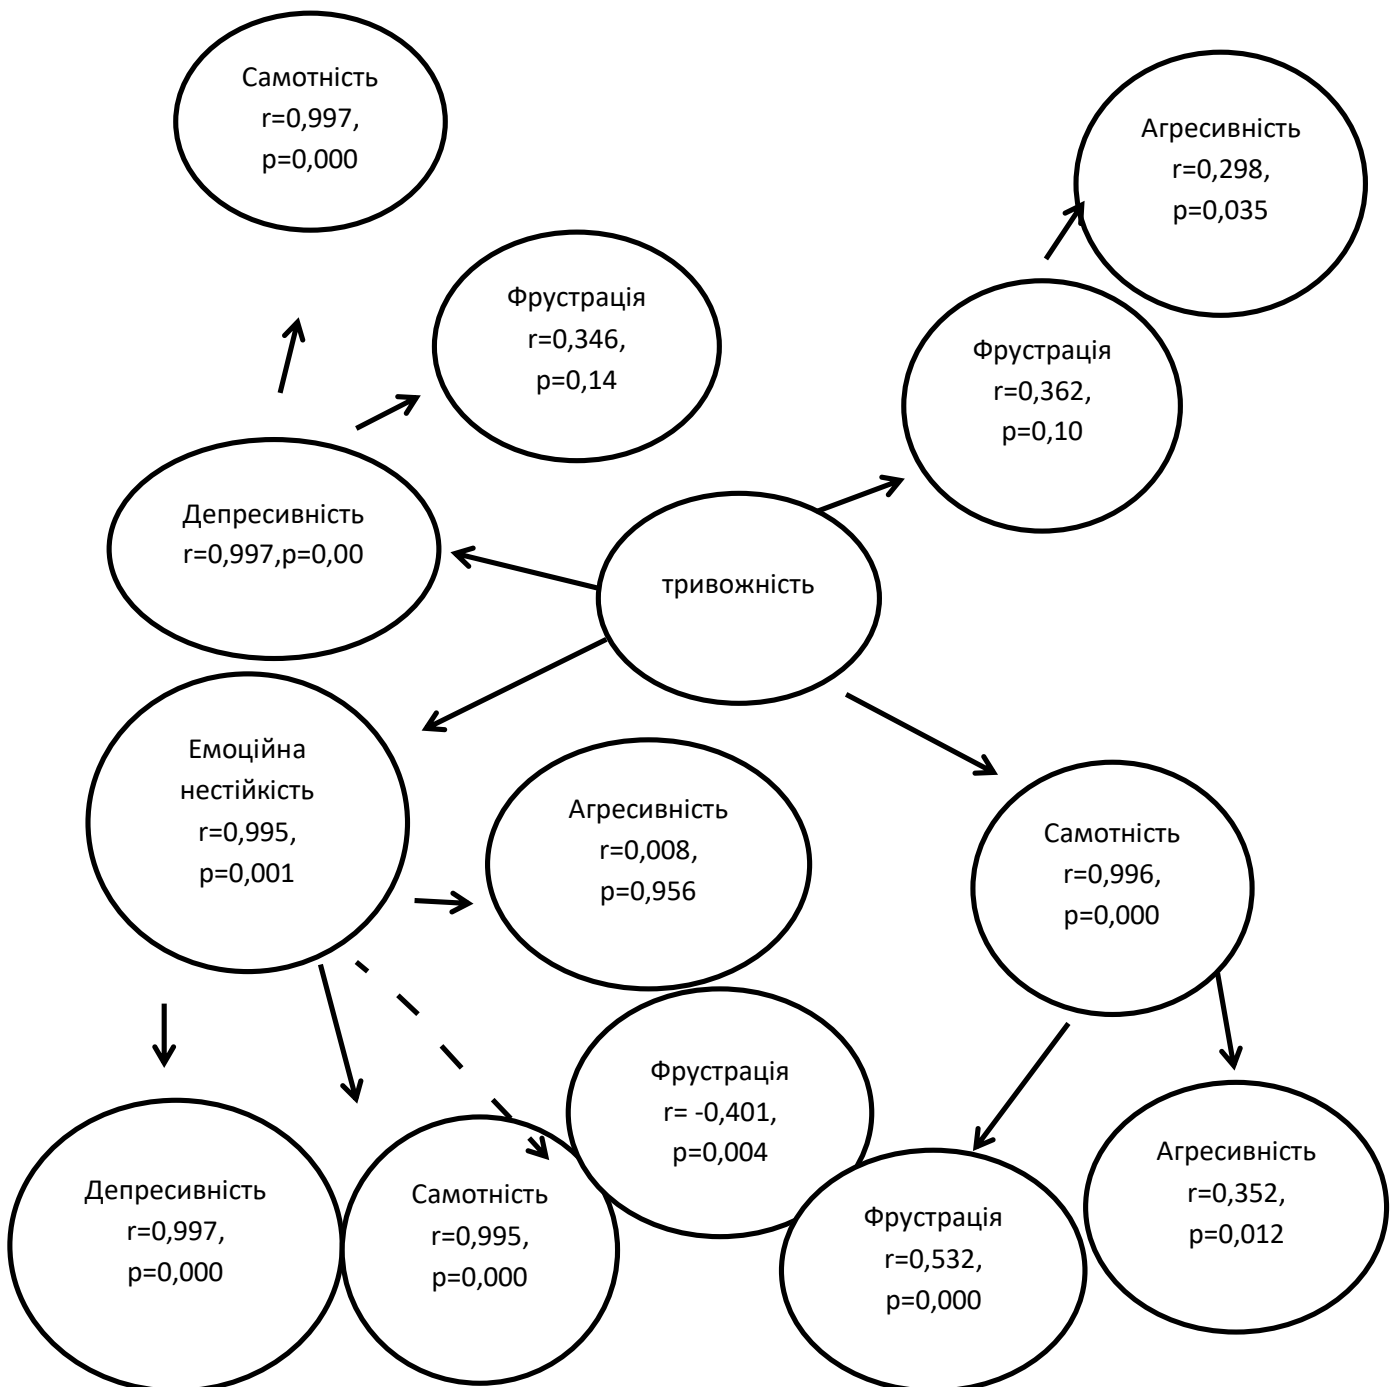 Самотність
r=0,997,
p=0,000
Агресивність
r=0,298,
p=0,035
Фрустрація
r=0,346,
p=0,14
Фрустрація
r=0,362,
p=0,10
Депресивність
r=0,997,p=0,00
тривожність
Емоційна
нестійкість
r=0,995,
p=0,001
Агресивність
r=0,008,
p=0,956
Самотність
r=0,996,
p=0,000
Фрустрація
r= -0,401,
p=0,004
Депресивність
r=0,997,
p=0,000
Самотність
r=0,995,
p=0,000
Фрустрація
r=0,532,
p=0,000
Агресивність
r=0,352,
p=0,012